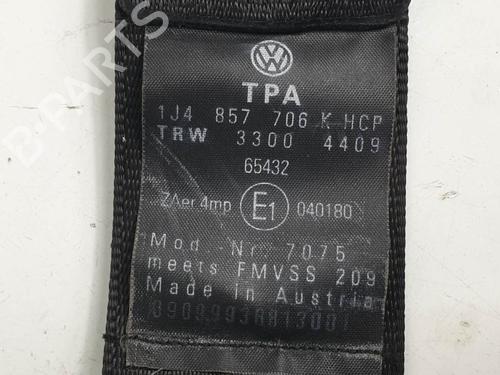 B-PARTS
TPA
1J4 857 706 K HCP
TRW 3300 4409
65432
ZAer.4mp E1 040180
Mod.-Nr. 7075
meets FMVSS 209
Made in Austria